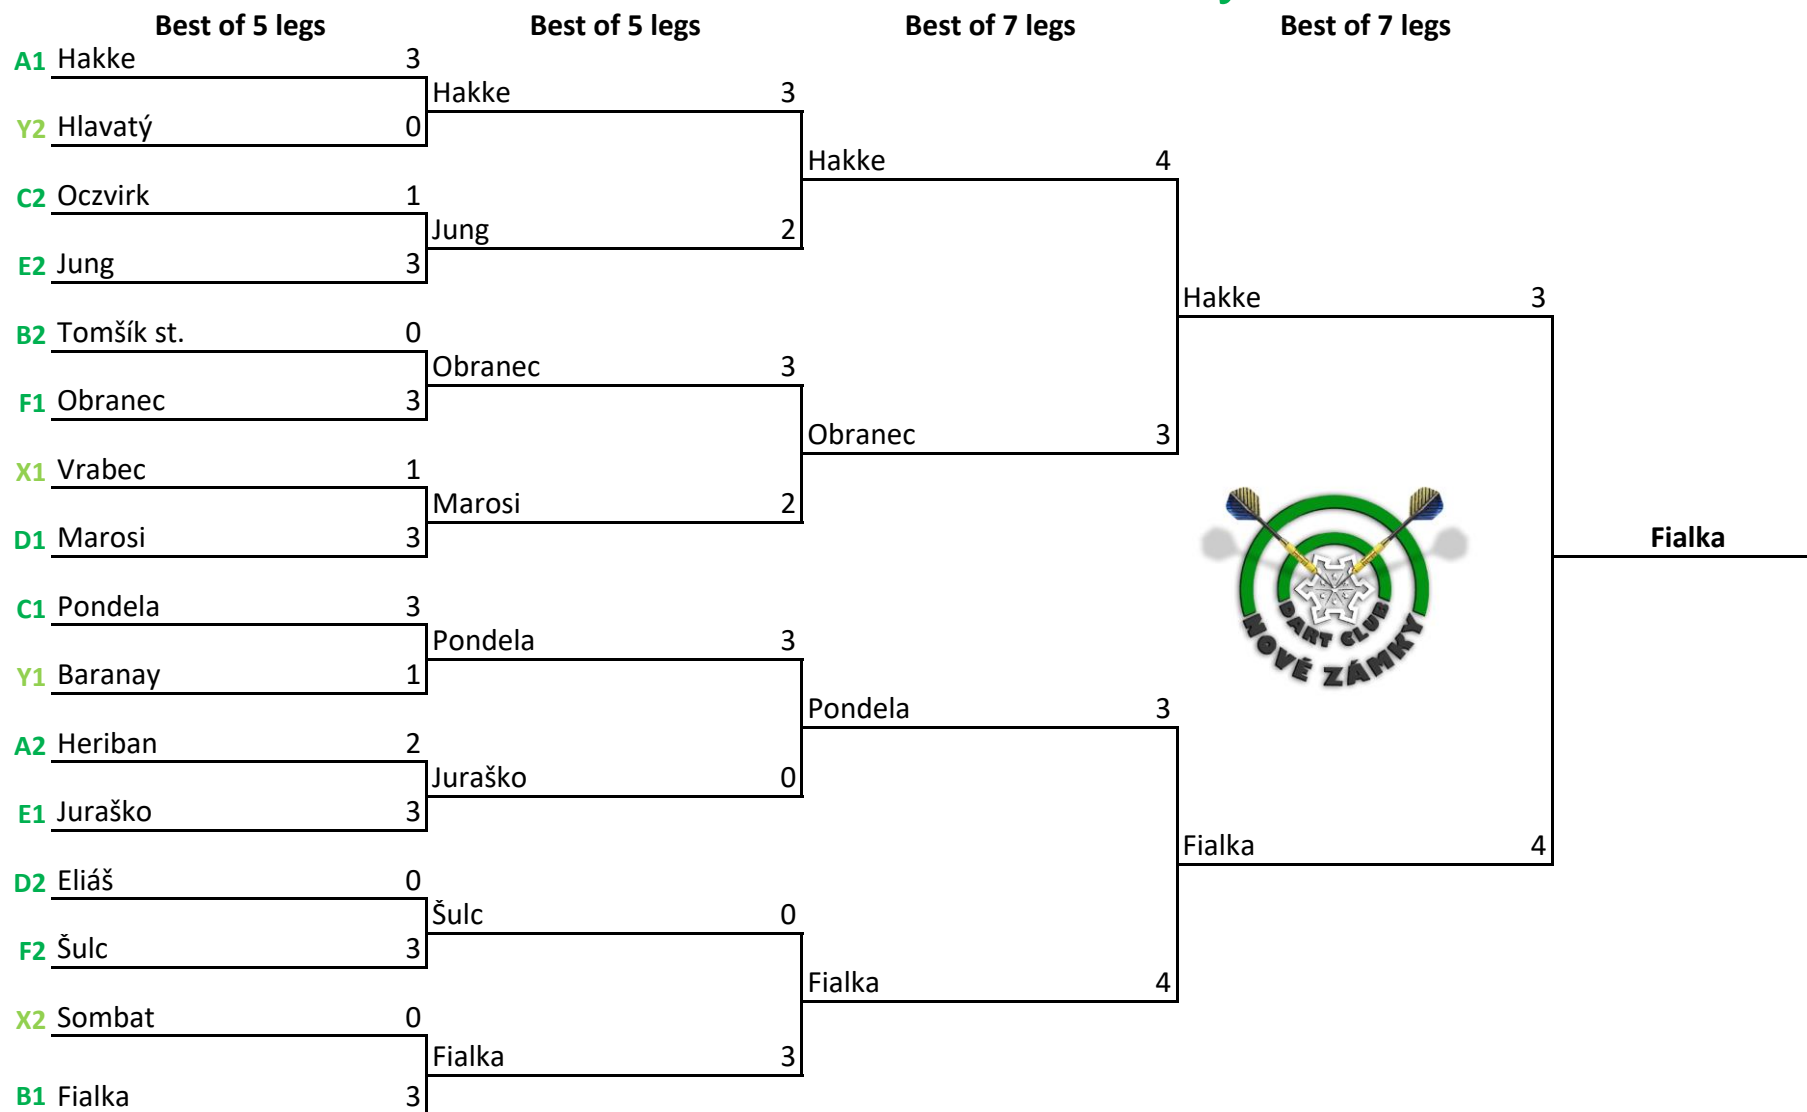 Best of 5 legs Best of 5 legs Best of 7 legs Best of 7 legs
A1 Hakke 3
Hakke 3
Y2 Hlavatý 0
Hakke 4
C2 Oczvirk 1
Jung 2
E2 Jung 3
Hakke 3
B2 Tomšík st. 0
Obranec 3
F1 Obranec 3
Obranec 3
X1 Vrabec 1
Marosi 2
D1 Marosi 3
Fialka
C1 Pondela 3
DART CLUB
NOVÉ ZÁMKY
Pondela 3
Y1 Baranay 1
Pondela 3
A2 Heriban 2
Juraško 0
E1 Juraško 3
Fialka 4
D2 Eliáš 0
Šulc 0
F2 Šulc 3
Fialka 4
X2 Sombat 0
Fialka 3
B1 Fialka 3